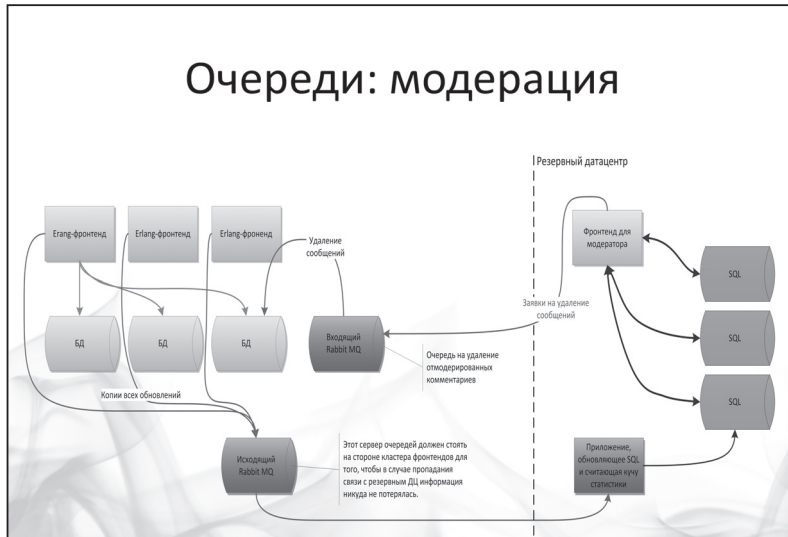 Очереди: модерация
Резервный датацентр
Erang-фронтенд
Erlang-фронтенд
Erlang-фроненд
Удаление
сообщений
Фронтенд для
модератора
SQL
Заявки на удаление
сообщений
БД
БД
БД
Входящий
Rabbit MQ
Очередь на удаление
отмодерированных
комментариев
SQL
Копии всех обновлений
SQL
Исходящий
Rabbit MQ
Этот сервер очередей должен стоять
на стороне кластера фронтендов для
того, чтобы в случае пропадания
связи с резервным ДЦ информация
никуда не потерялась.
Приложение,
обновляющее SQL
и считающая кучу
статистики